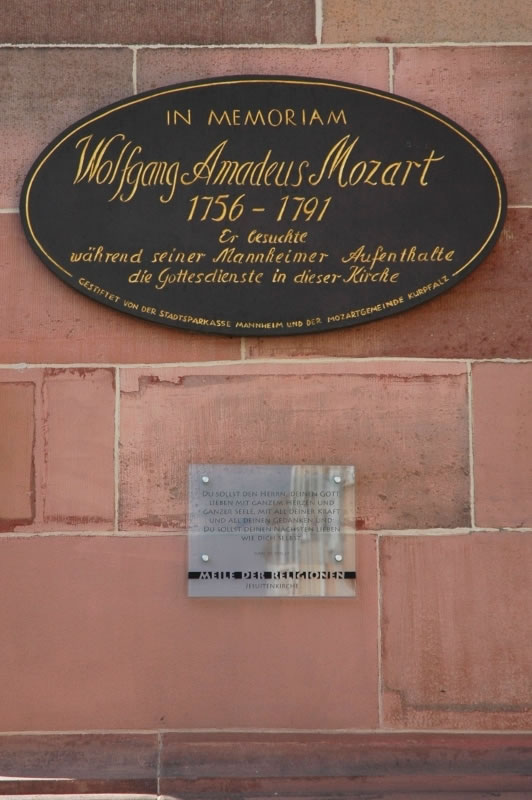 IN MEMORIAM
Wolfgang Amadeus Mozart
1756 - 1791
Er besuchte
während seiner Mannheimer Aufenthalte
die Gottesdienste in dieser Kirche
GESTIFTET VON DER STADTSPARKASSE MANNHEIM UND DER MOZARTGEMEINDE KURPFALZ
DU SOLLST DEN HERRN, DEINEN GOTT,
LIEBEN MIT GANZEM HERZEN UND
GANZER SEELE, MIT ALL DEINER KRAFT
UND ALL DEINEN GEDANKEN UND:
DU SOLLST DEINEN NÄCHSTEN LIEBEN
WIE DICH SELBST.
MEILE DER RELIGIONEN
JESUITENKIRCHE